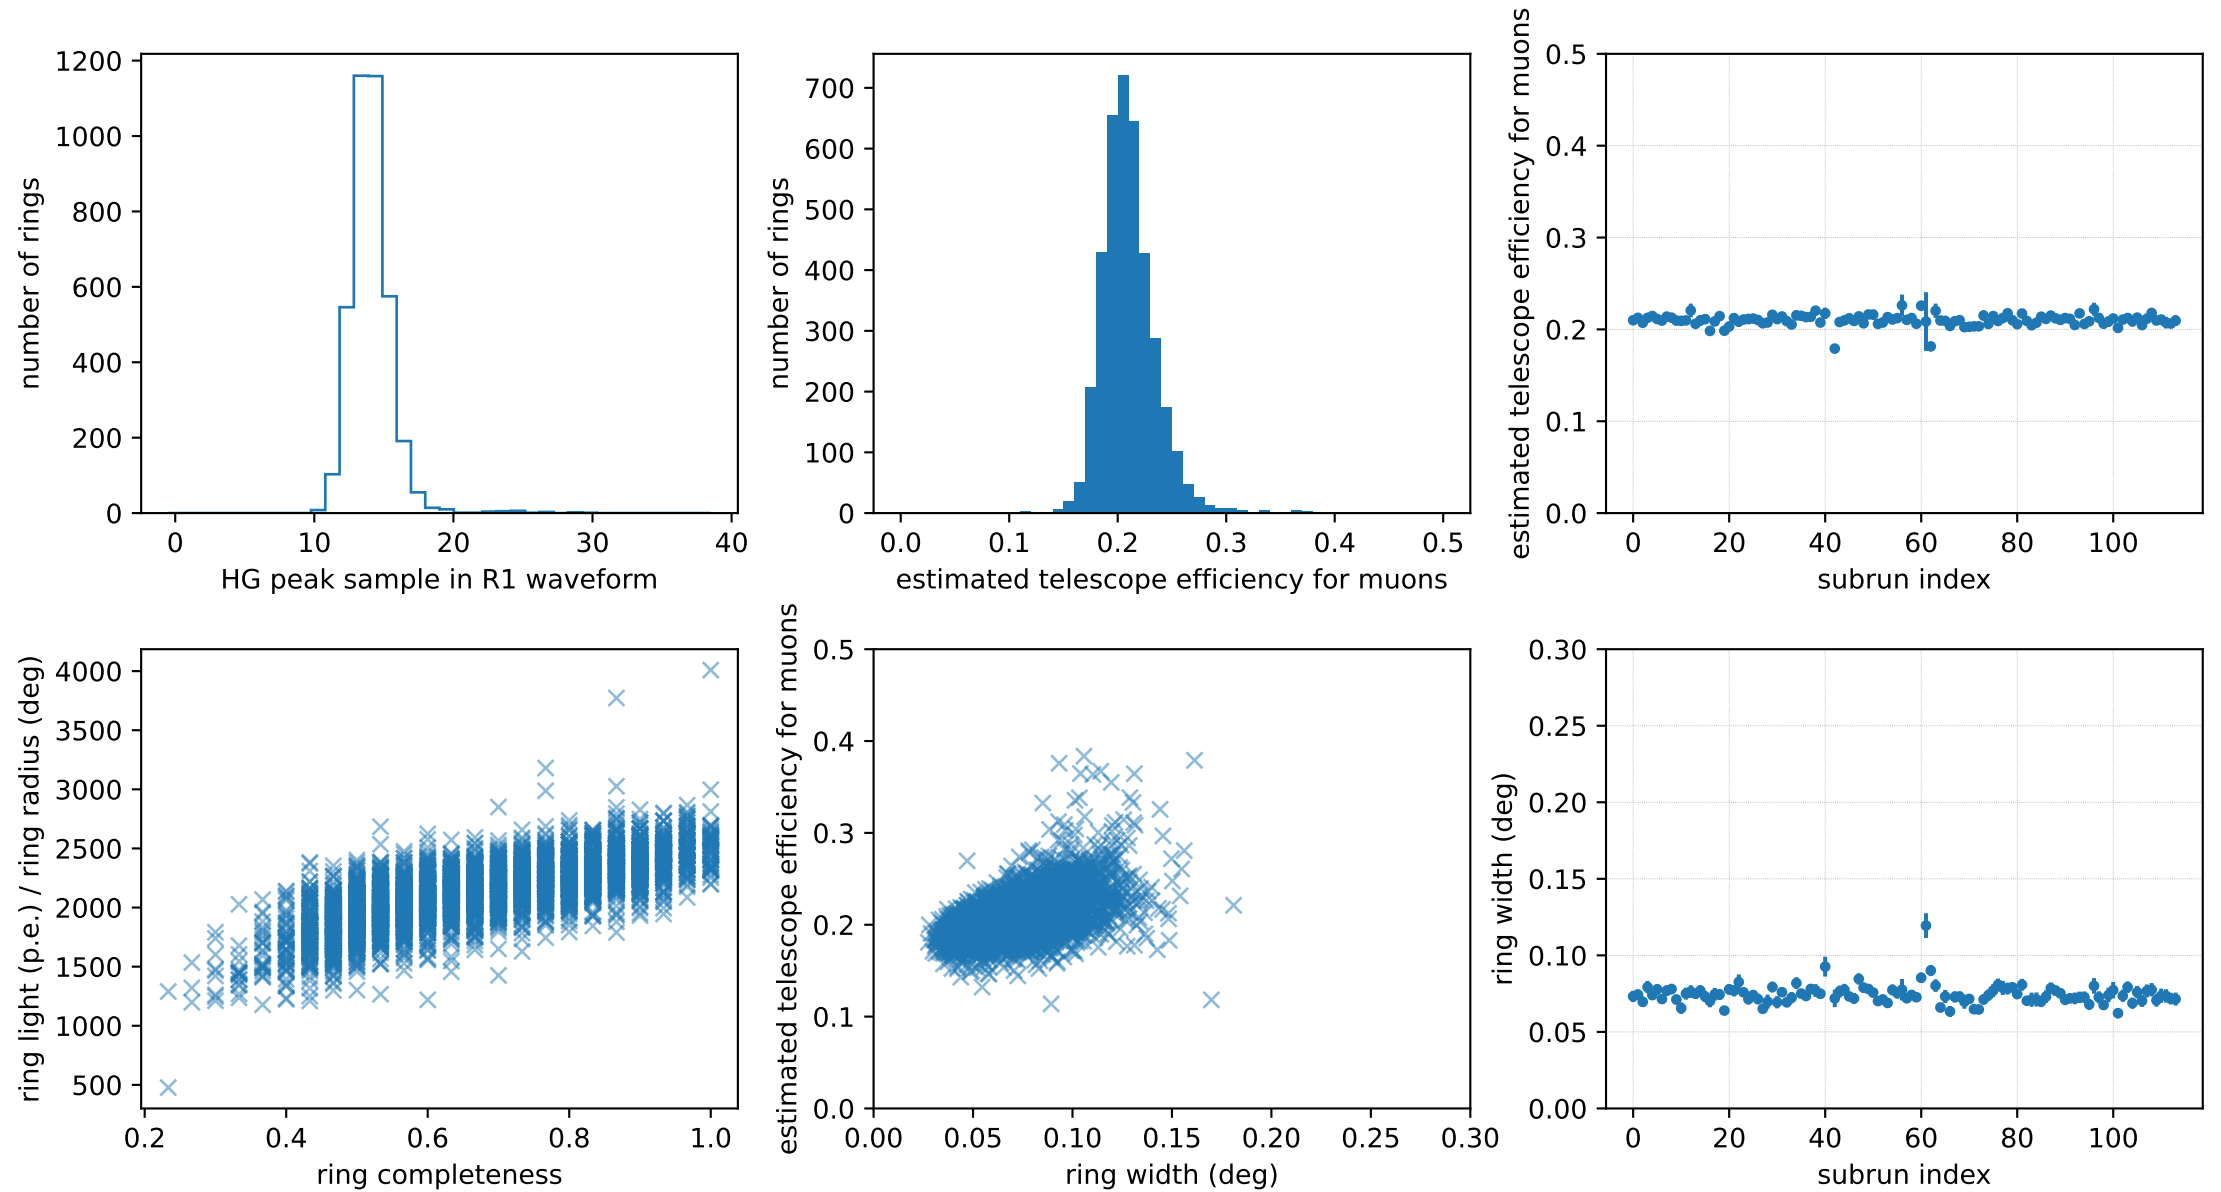 1200
1000
800
600
400
200
0
number of rings
0 10 20 30 40
HG peak sample in R1 waveform
700
600
500
400
300
200
100
0
number of rings
0.0 0.1 0.2 0.3 0.4 0.5
estimated telescope efficiency for muons
0.5
0.4
0.3
0.2
0.1
0.0
estimated telescope efficiency for muons
0 20 40 60 80 100
subrun index
4000
3500
3000
2500
2000
1500
1000
500
ring light (p.e.) / ring radius (deg)
0.2 0.4 0.6 0.8 1.0
ring completeness
0.5
0.4
0.3
0.2
0.1
0.0
estimated telescope efficiency for muons
0.00 0.05 0.10 0.15 0.20 0.25 0.30
ring width (deg)
0.30
0.25
0.20
0.15
0.10
0.05
0.00
ring width (deg)
0 20 40 60 80 100
subrun index